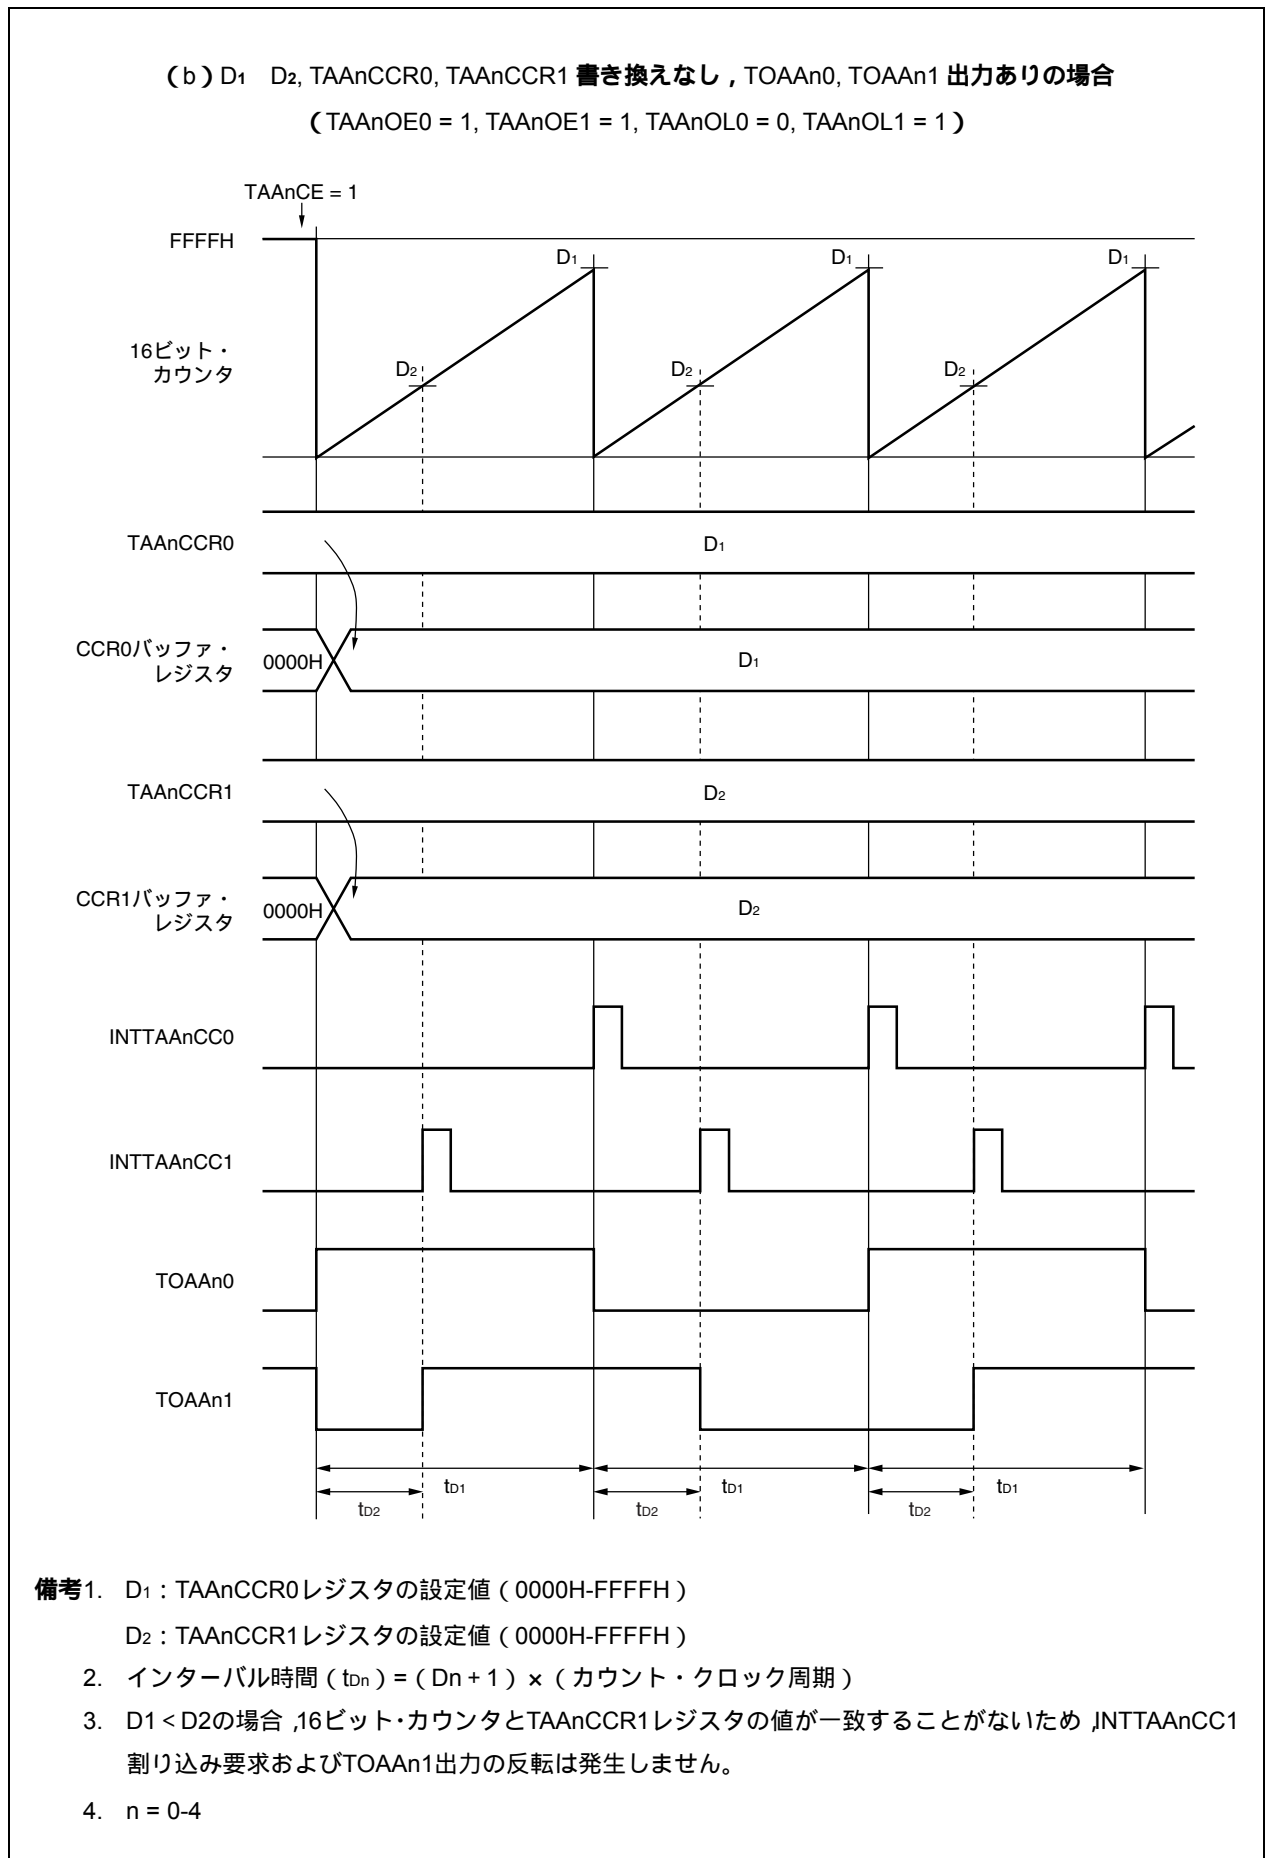 (b) D1 D2, TAAnCCR0, TAAnCCR1 書き換えなし, TOAAn0, TOAAn1 出力ありの場合
(TAAnOE0 = 1, TAAnOE1 = 1, TAAnOL0 = 0, TAAnOL1 = 1)
TAAnCE = 1
FFFFH
D1 D1 D1
16ビット・
カウンタ
D2 D2 D2
TAAnCCR0 D1
CCR0バッファ・
レジスタ
0000H D1
TAAnCCR1 D2
CCR1バッファ・
レジスタ
0000H D2
INTTAAnCC0
INTTAAnCC1
TOAAn0
TOAAn1
tD1 tD1 tD1
tD2 tD2 tD2
備考1. D1:TAAnCCR0レジスタの設定値(0000H-FFFFH)
D2:TAAnCCR1レジスタの設定値(0000H-FFFFH)
2. インターバル時間(tDn)=(Dn+1)×(カウント・クロック周期)
3. D1<D2の場合,16ビット・カウンタとTAAnCCR1レジスタの値が一致することがないため,INTTAAnCC1
割り込み要求およびTOAAn1出力の反転は発生しません。
4. n = 0-4